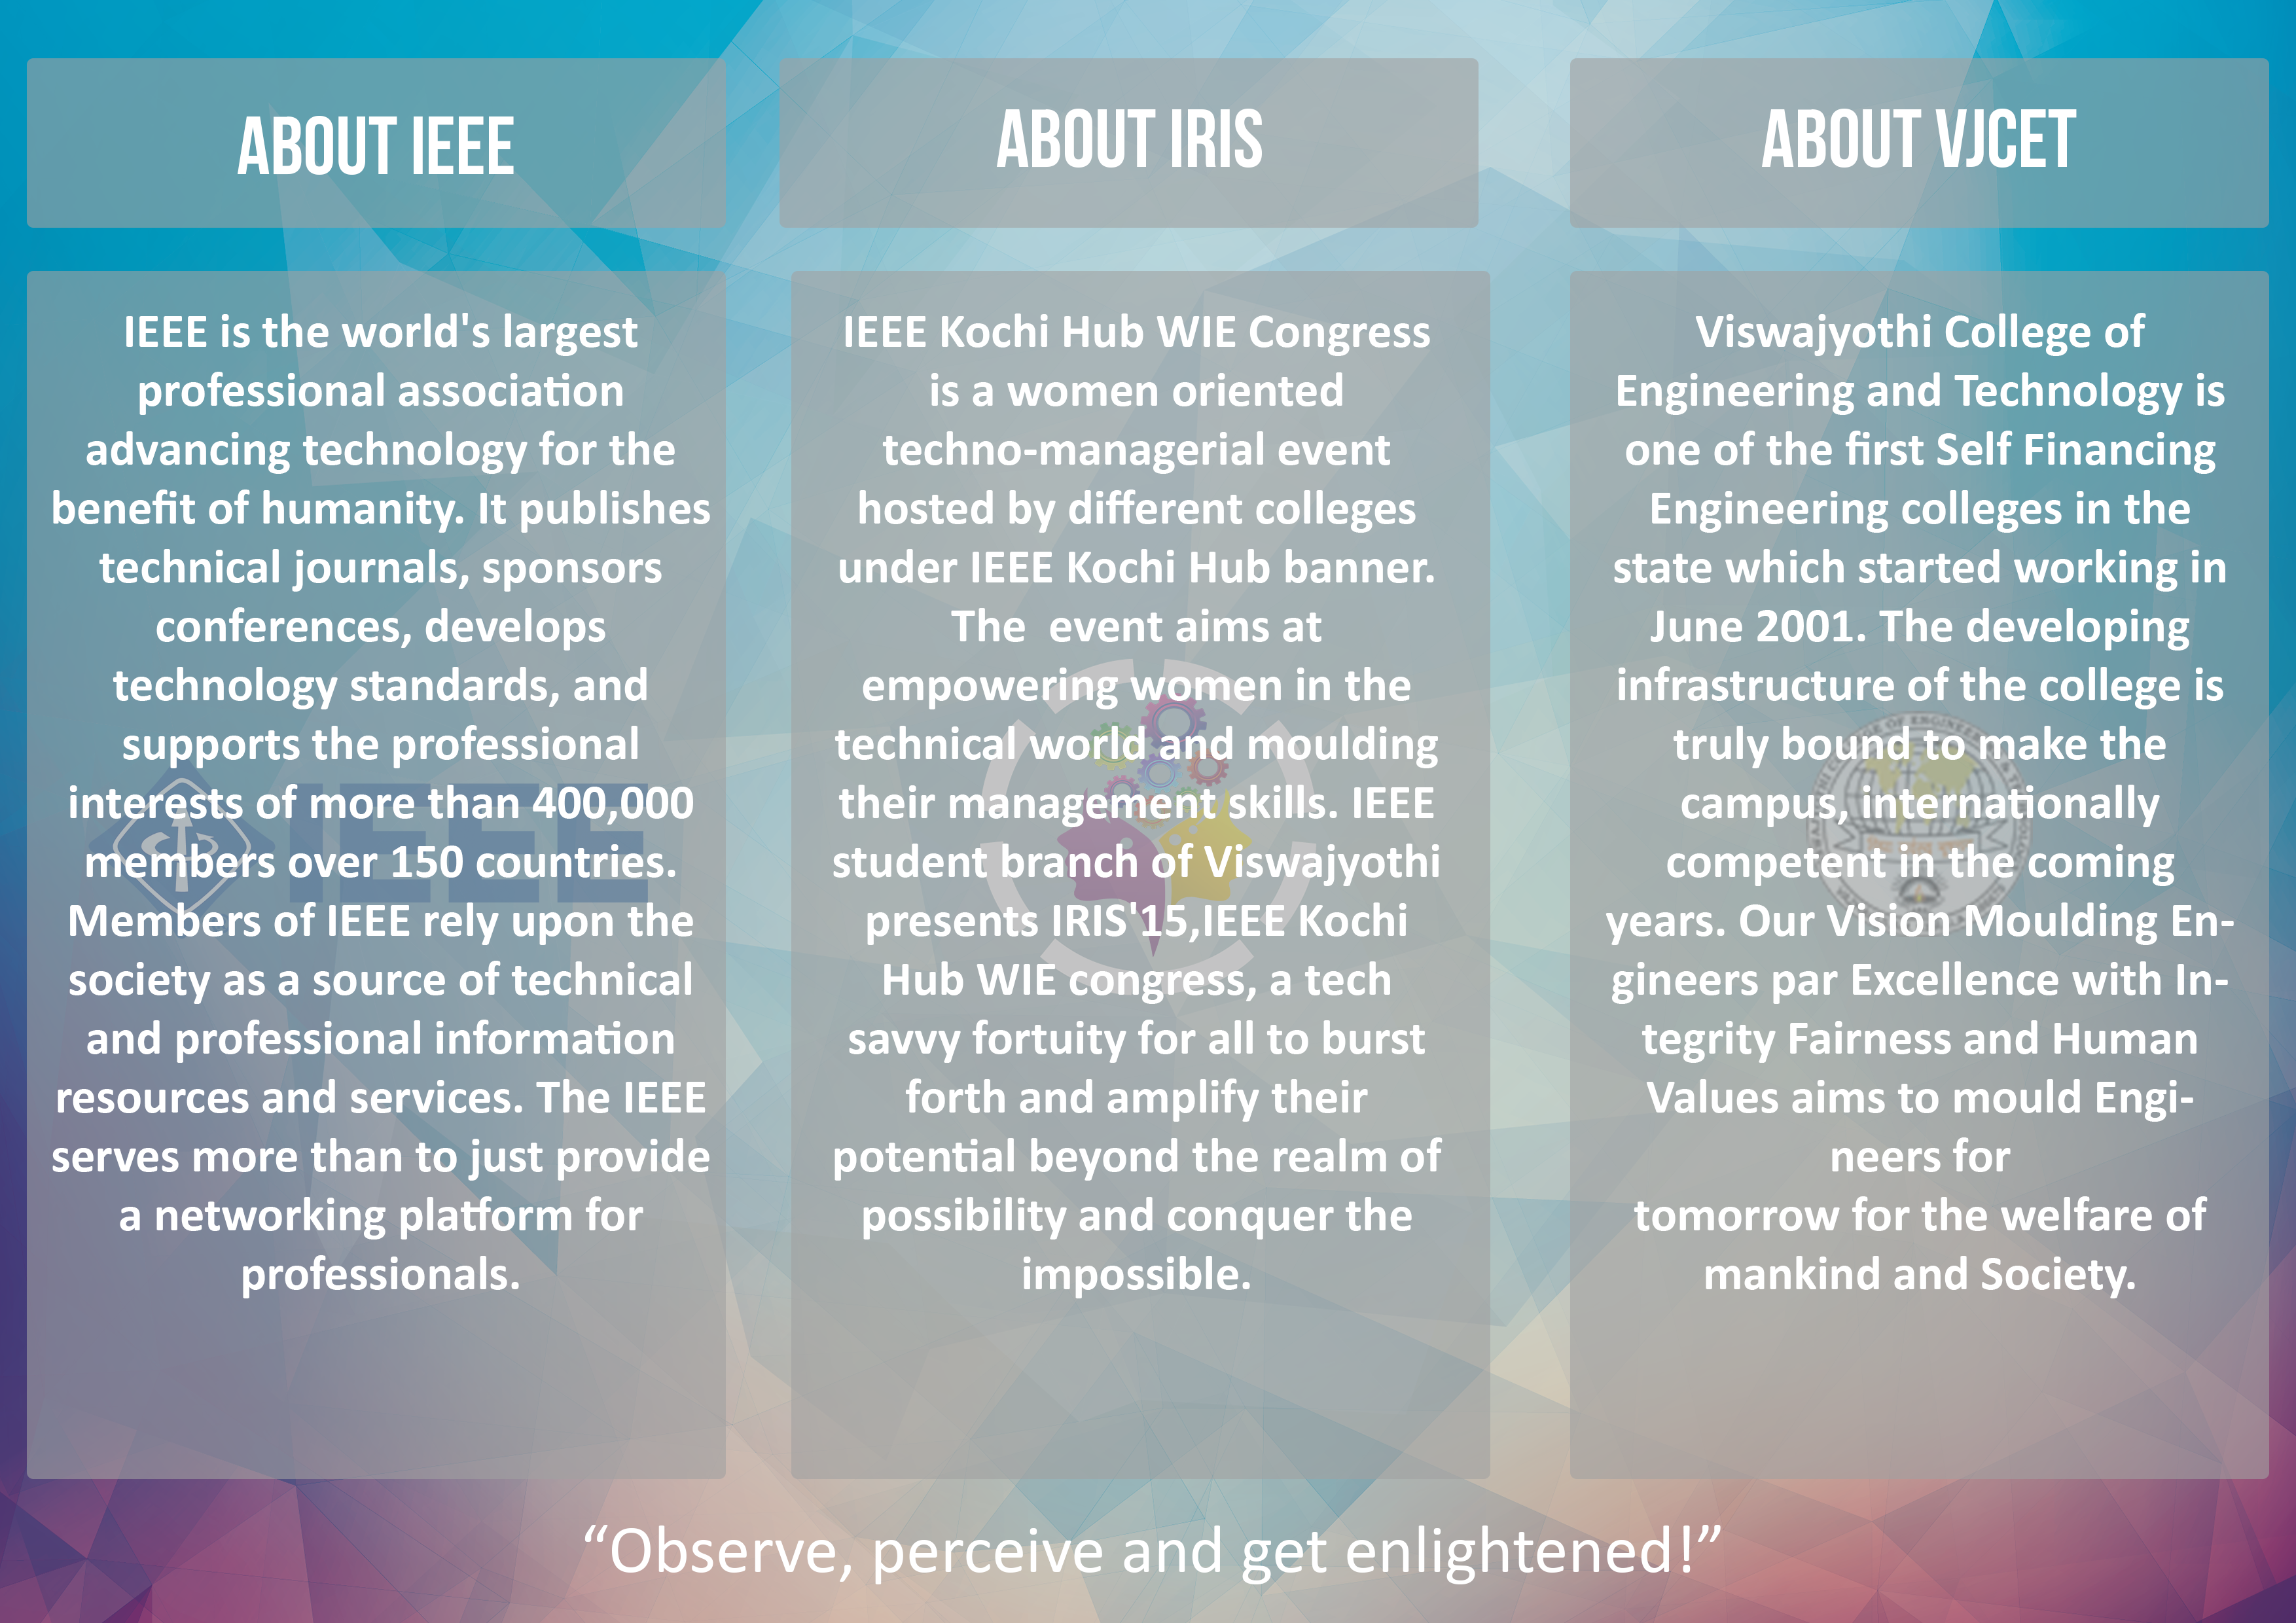 ABOUT IEEE
IEEE is the world's largest
professional association
advancing technology for the
benefit of humanity. It publishes
technical journals, sponsors
conferences, develops
technology standards, and
supports the professional
interests of more than 400,000
members over 150 countries.
Members of IEEE rely upon the
society as a source of technical
and professional information
resources and services. The IEEE
serves more than to just provide
a networking platform for
professionals.
IEEE
ABOUT IRIS
IEEE Kochi Hub WIE Congress
is a women oriented
techno-managerial event
hosted by different colleges
under IEEE Kochi Hub banner.
The  event aims at
empowering women in the
technical world and moulding
their management skills. IEEE
student branch of Viswajyothi
presents IRIS'15,IEEE Kochi
Hub WIE congress, a tech
savvy fortuity for all to burst
forth and amplify their
potential beyond the realm of
possibility and conquer the
impossible.
ABOUT VJCET
Viswajyothi College of
Engineering and Technology is
one of the first Self Financing
Engineering colleges in the
state which started working in
June 2001. The developing
infrastructure of the college is
truly bound to make the
campus, internationally
competent in the coming
years. Our Vision Moulding En-
gineers par Excellence with In-
tegrity Fairness and Human
Values aims to mould Engi-
neers for
tomorrow for the welfare of
mankind and Society.
“Observe, perceive and get enlightened!”